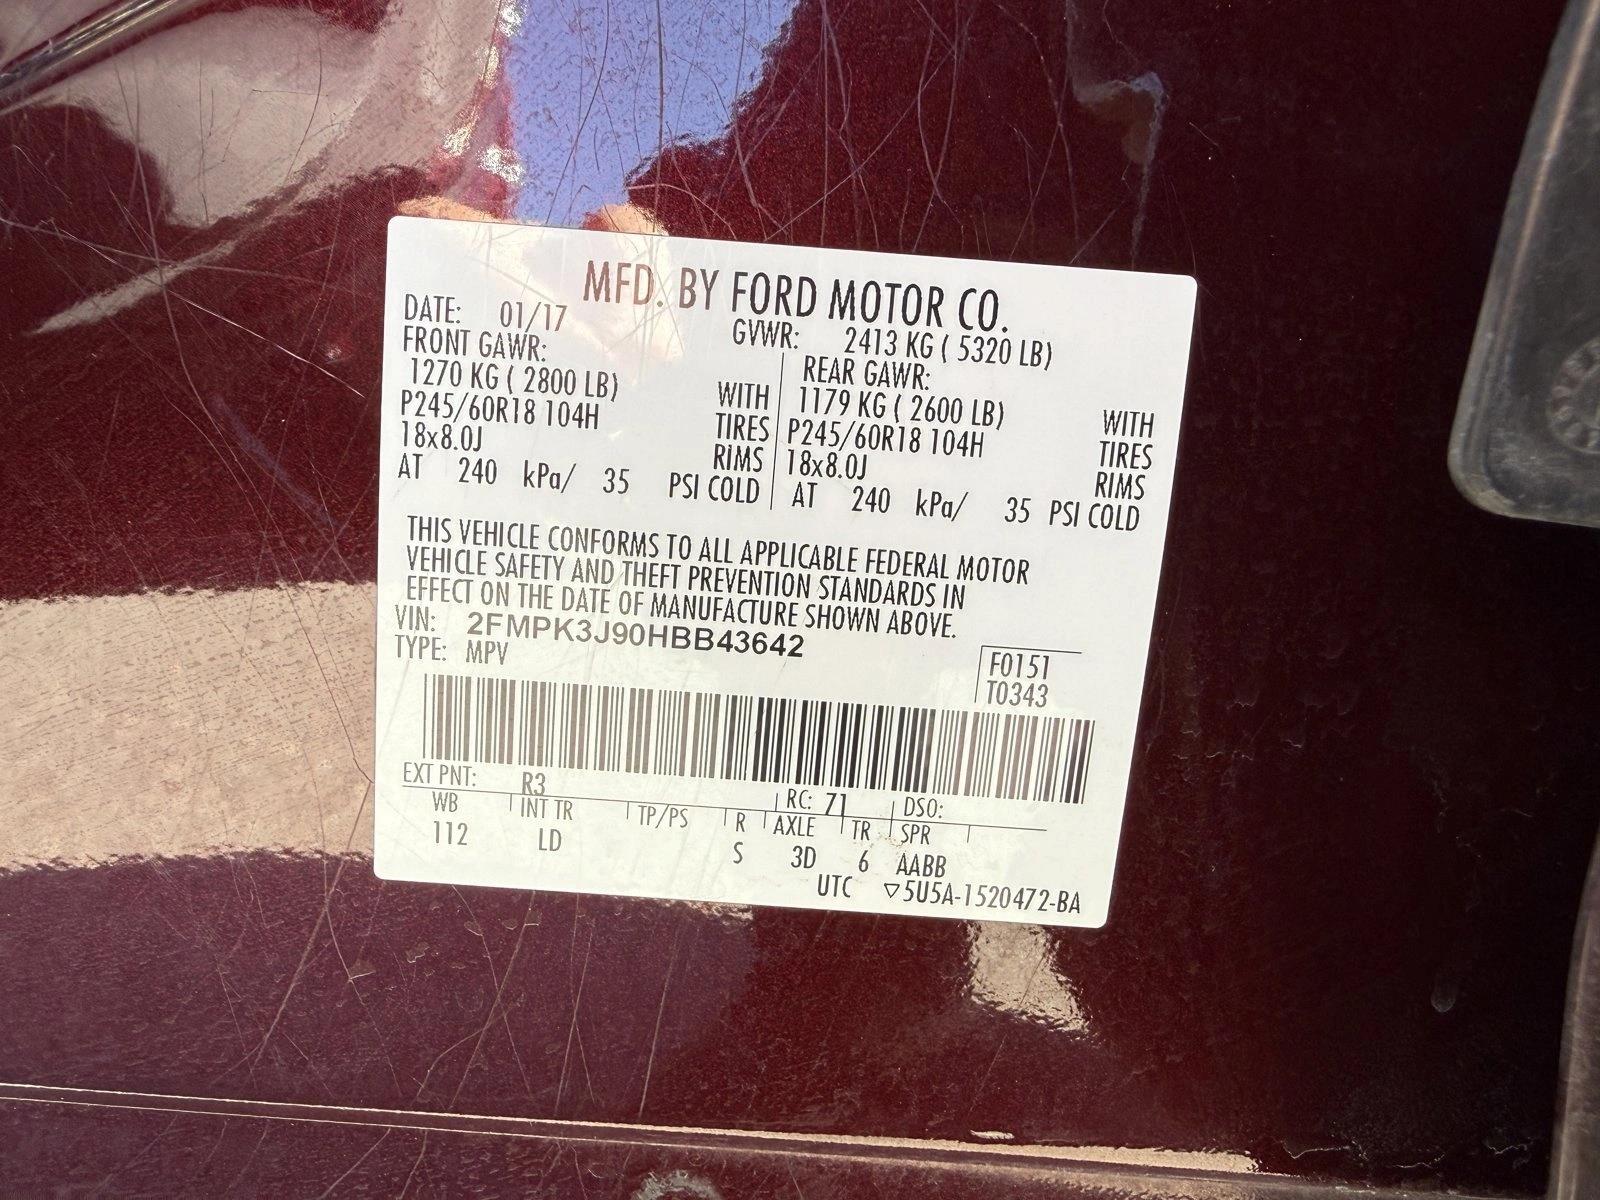 MFD. BY FORD MOTOR CO.
DATE: 01/17 GVWR: 2413 KG ( 5320 LB)
FRONT GAWR: REAR GAWR:
1270 KG ( 2800 LB) WITH 1179 KG ( 2600 LB) WITH
P245/60R18 104H TIRES P245/60R18 104H TIRES
18x8.0J RIMS 18x8.0J RIMS
AT 240 kPa/ 35 PSI COLD AT 240 kPa/ 35 PSI COLD
THIS VEHICLE CONFORMS TO ALL APPLICABLE FEDERAL MOTOR
VEHICLE SAFETY AND THEFT PREVENTION STANDARDS IN
EFFECT ON THE DATE OF MANUFACTURE SHOWN ABOVE.
VIN: 2FMPK3J90HBB43642
TYPE: MPV
F0151
T0343
EXT PNT: R3 RC: 71 DSO:
WB INT TR TP/PS R AXLE TR SPR
112 LD S 3D 6 AABB
UTC ▽5U5A-1520472-BA